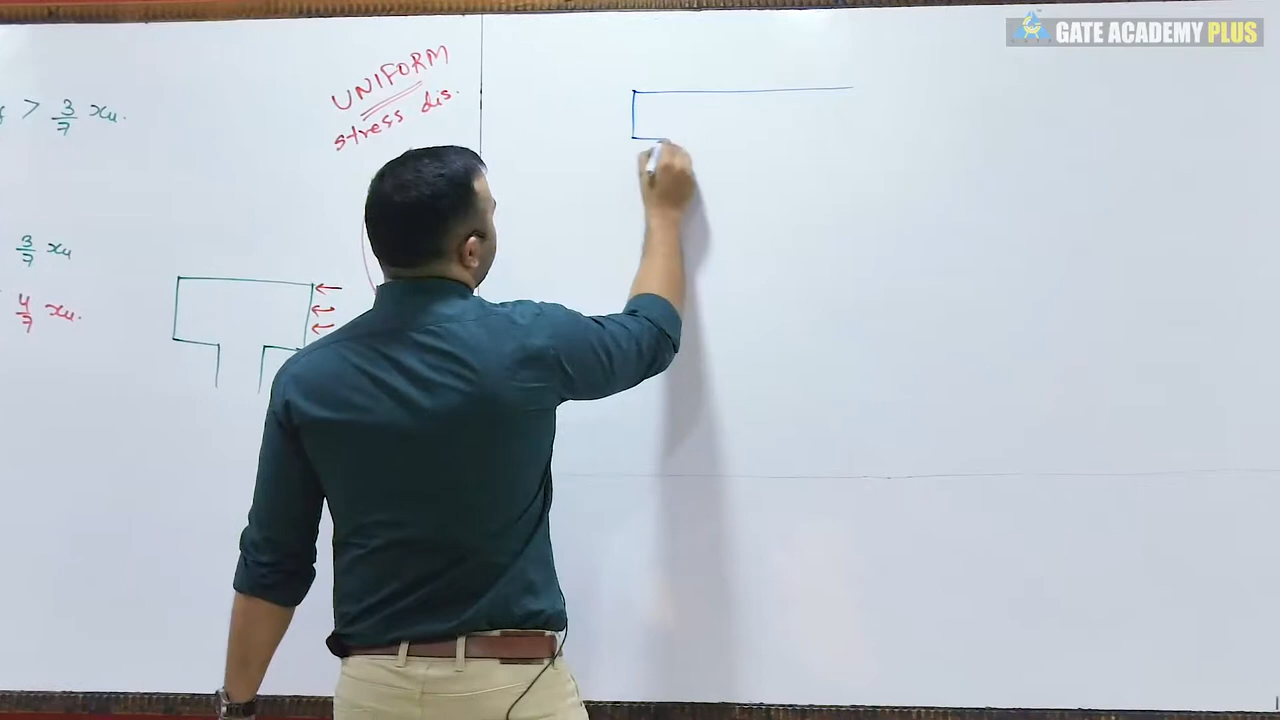 GATE ACADEMY PLUS
UNIFORM
stress dis.
> 3/7 xu.
3/7 xu
4/7 xu.